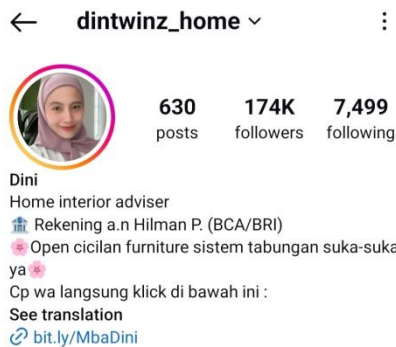 dintwinz_home
630 174K 7,499
posts followers following
Dini
Home interior adviser
🏦 Rekening a.n Hilman P. (BCA/BRI)
🌸Open cicilan furniture sistem tabungan suka-suka
ya🌸
Cp wa langsung klick di bawah ini :
See translation
bit.ly/MbaDini